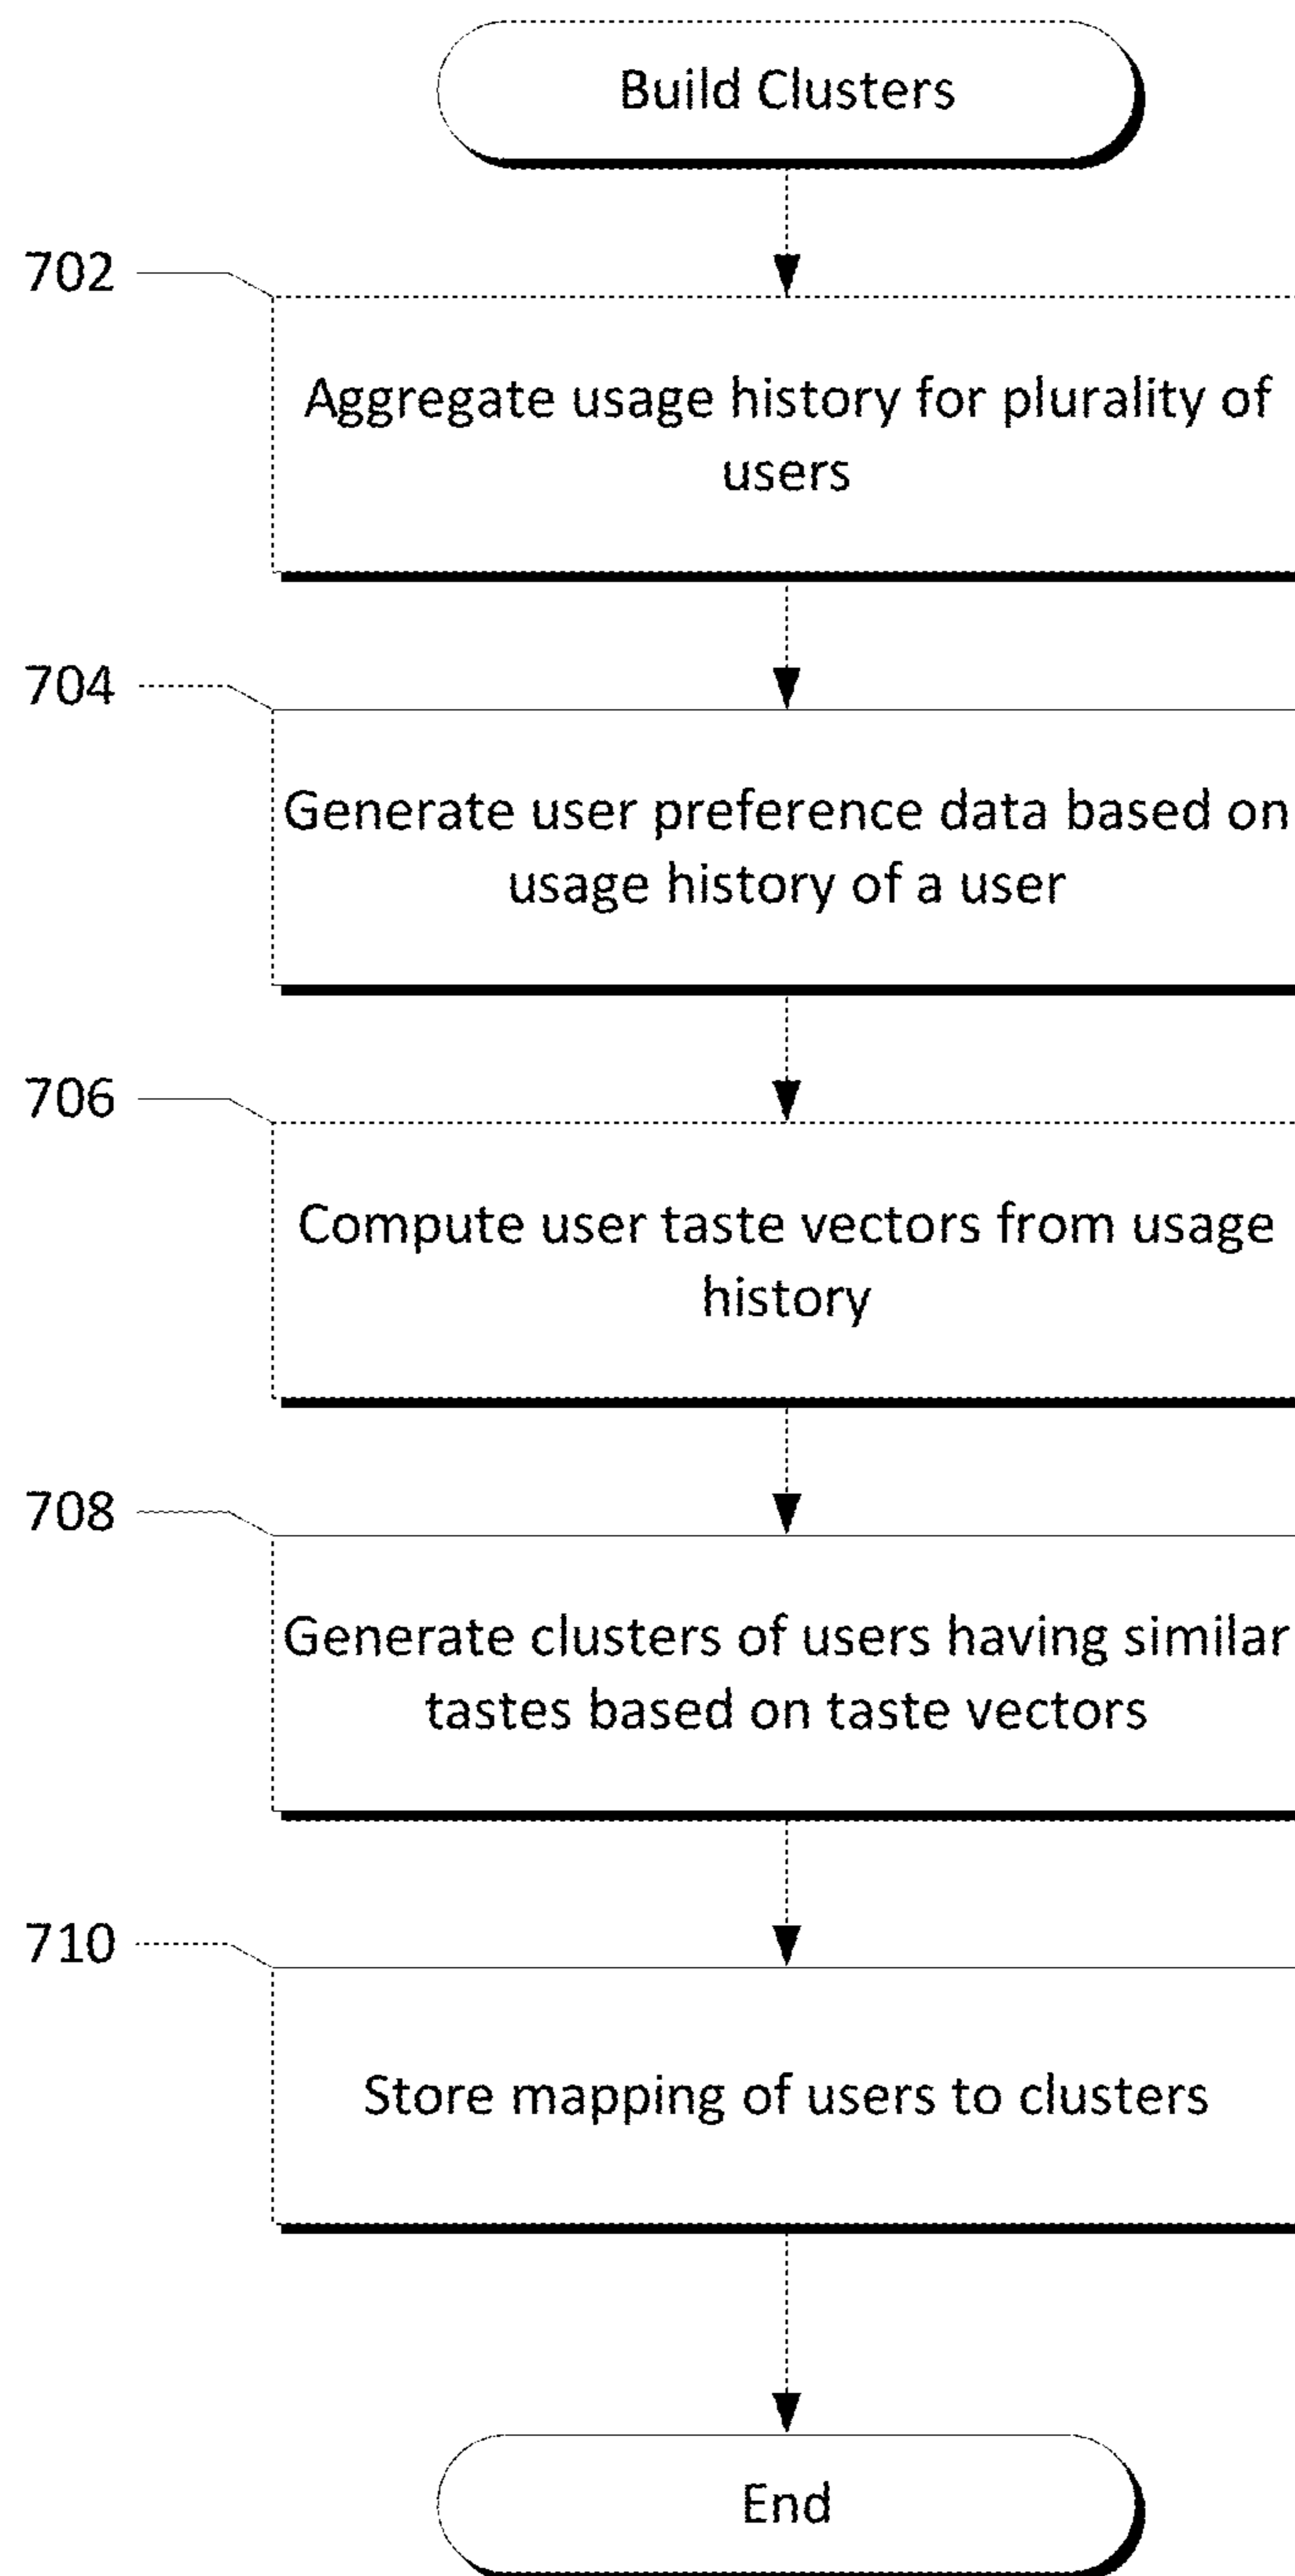 Build Clusters
702
Aggregate usage history for plurality of
users
704
Generate user preference data based on
usage history of a user
706
Compute user taste vectors from usage
history
708
Generate clusters of users having similar
tastes based on taste vectors
710
Store mapping of users to clusters
End